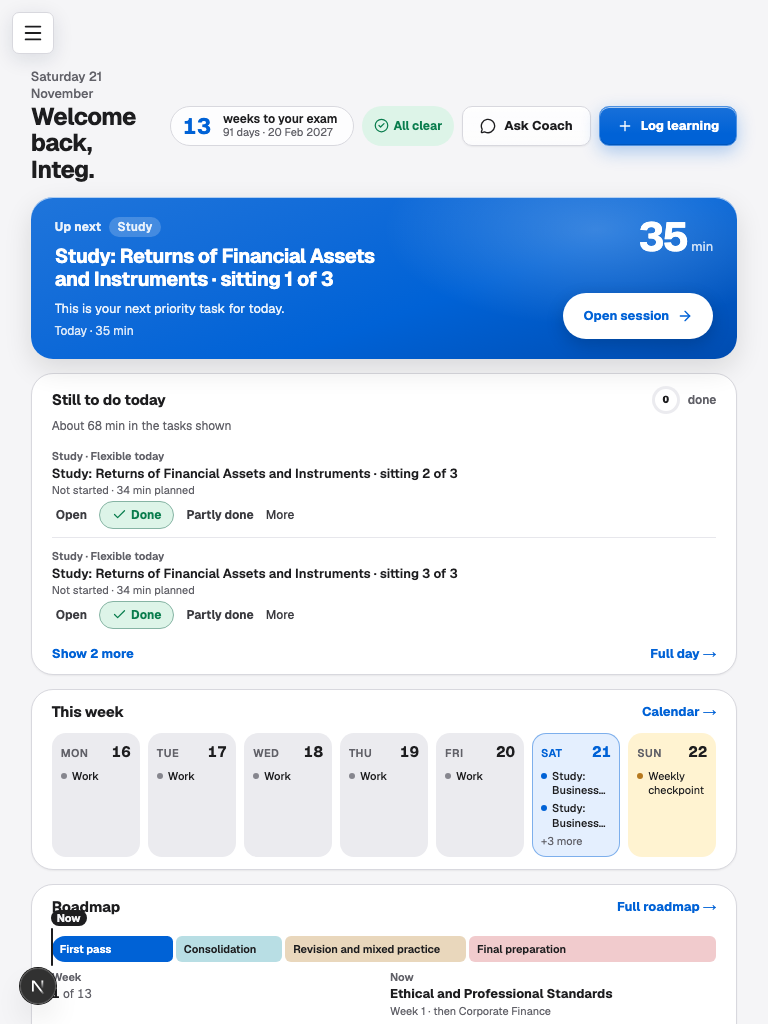 Saturday 21
November
Welcome
back,
Integ.
13
weeks to your exam
91 days · 20 Feb 2027
All clear
Ask Coach
Log learning
Up next
Study
35 min
Study: Returns of Financial Assets
and Instruments · sitting 1 of 3
This is your next priority task for today.
Today · 35 min
Open session →
Still to do today
0
done
About 68 min in the tasks shown
Study · Flexible today
Study: Returns of Financial Assets and Instruments · sitting 2 of 3
Not started · 34 min planned
Open
Done
Partly done
More
Study · Flexible today
Study: Returns of Financial Assets and Instruments · sitting 3 of 3
Not started · 34 min planned
Open
Done
Partly done
More
Show 2 more
Full day →
This week
Calendar →
MON 16
Work
TUE 17
Work
WED 18
Work
THU 19
Work
FRI 20
Work
SAT 21
Study:
Business…
Study:
Business…
+3 more
SUN 22
Weekly
checkpoint
Roadmap
Full roadmap →
Now
First pass
Consolidation
Revision and mixed practice
Final preparation
Week
1 of 13
N
Now
Ethical and Professional Standards
Week 1 · then Corporate Finance